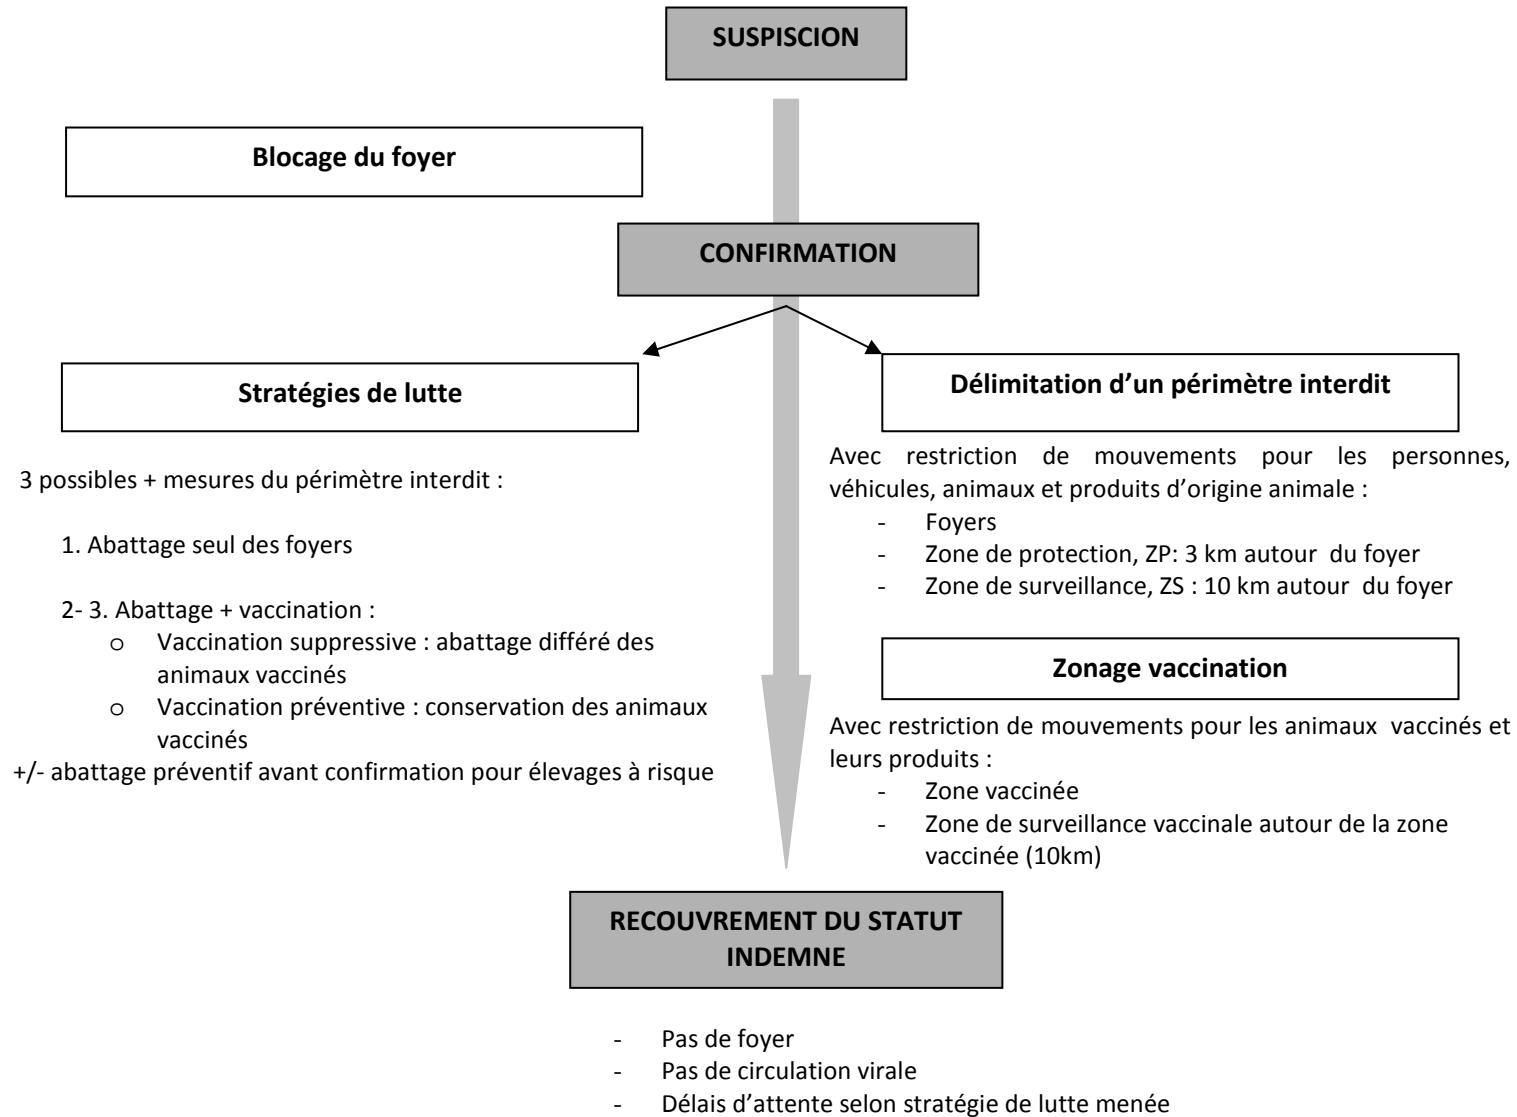 SUSPISCION
Blocage du foyer
CONFIRMATION
Stratégies de lutte
3 possibles + mesures du périmètre interdit :
1. Abattage seul des foyers
2- 3. Abattage + vaccination :
o Vaccination suppressive : abattage différé des
animaux vaccinés
o Vaccination préventive : conservation des animaux
vaccinés
+/- abattage préventif avant confirmation pour élevages à risque
Délimitation d’un périmètre interdit
Avec restriction de mouvements pour les personnes,
véhicules, animaux et produits d’origine animale :
- Foyers
- Zone de protection, ZP: 3 km autour du foyer
- Zone de surveillance, ZS : 10 km autour du foyer
Zonage vaccination
Avec restriction de mouvements pour les animaux vaccinés et
leurs produits :
- Zone vaccinée
- Zone de surveillance vaccinale autour de la zone
vaccinée (10km)
RECOUVREMENT DU STATUT
INDEMNE
- Pas de foyer
- Pas de circulation virale
- Délais d’attente selon stratégie de lutte menée